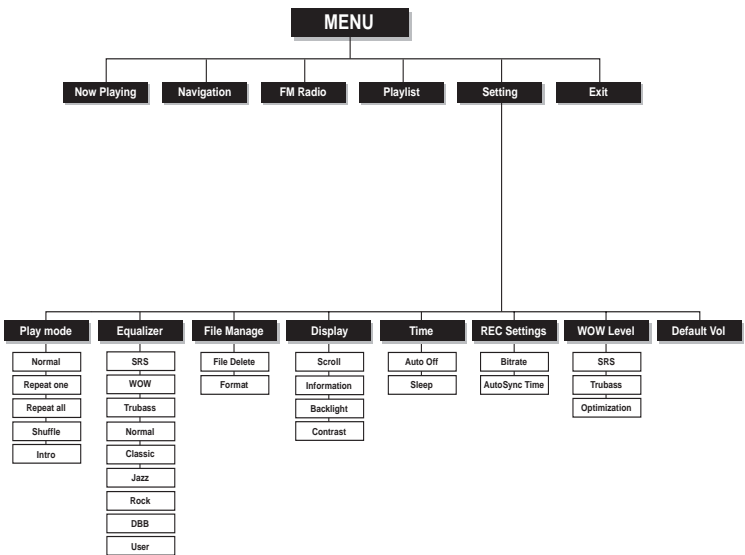 MENU
Now Playing
Navigation
FM Radio
Playlist
Setting
Exit
Play mode
Equalizer
File Manage
Display
Time
REC Settings
WOW Level
Default Vol
Normal
Repeat one
Repeat all
Shuffle
Intro
SRS
WOW
Trubass
Normal
Classic
Jazz
Rock
DBB
User
File Delete
Format
Scroll
Information
Backlight
Contrast
Auto Off
Sleep
Bitrate
AutoSync Time
SRS
Trubass
Optimization